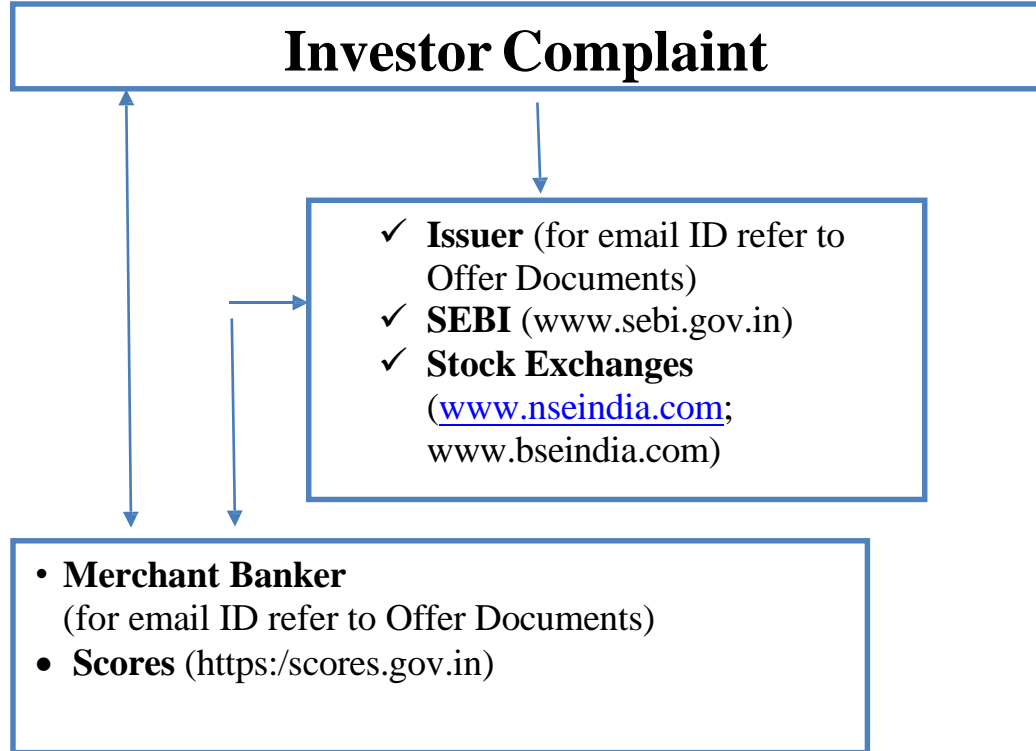 Investor Complaint
✓ Issuer (for email ID refer to
Offer Documents)
✓ SEBI (www.sebi.gov.in)
✓ Stock Exchanges
(www.nseindia.com;
www.bseindia.com)
• Merchant Banker
(for email ID refer to Offer Documents)
• Scores (https:/scores.gov.in)